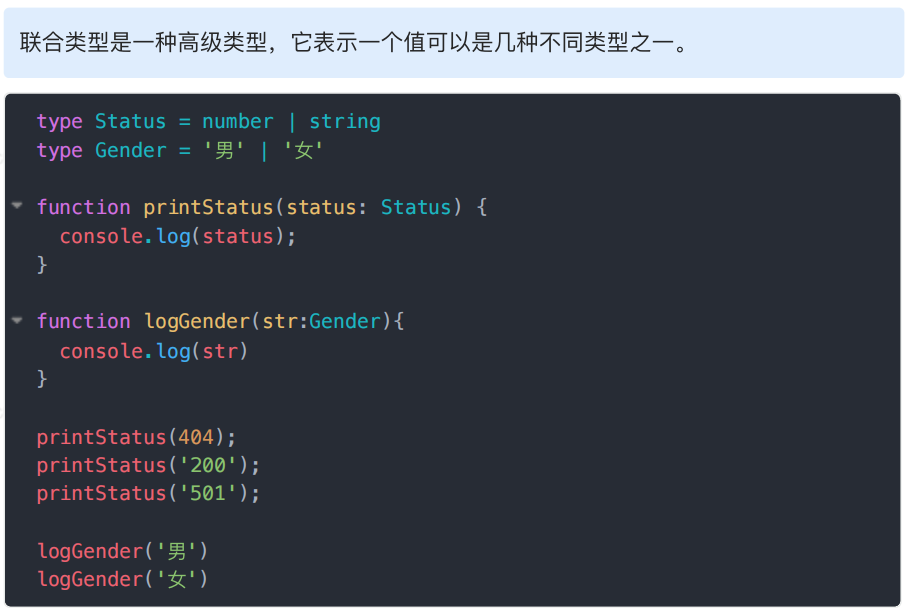 联合类型是一种高级类型，它表示一个值可以是几种不同类型之一。
type Status = number | string
type Gender = '男' | '女'
function printStatus(status: Status) {
  console.log(status);
}
function logGender(str:Gender){
  console.log(str)
}
printStatus(404);
printStatus('200');
printStatus('501');
logGender('男')
logGender('女')